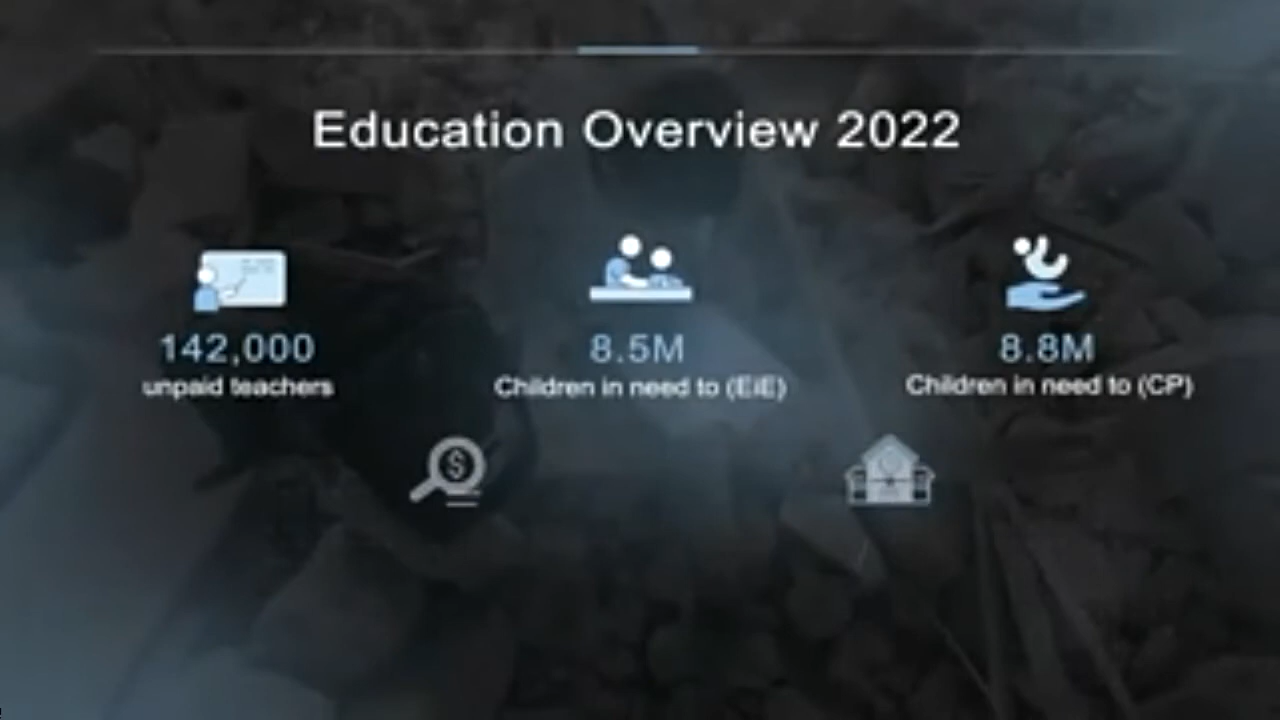 Education Overview 2022
142,000
unpaid teachers
8.5M
Children in need to (EiE)
8.8M
Children in need to (CP)
$